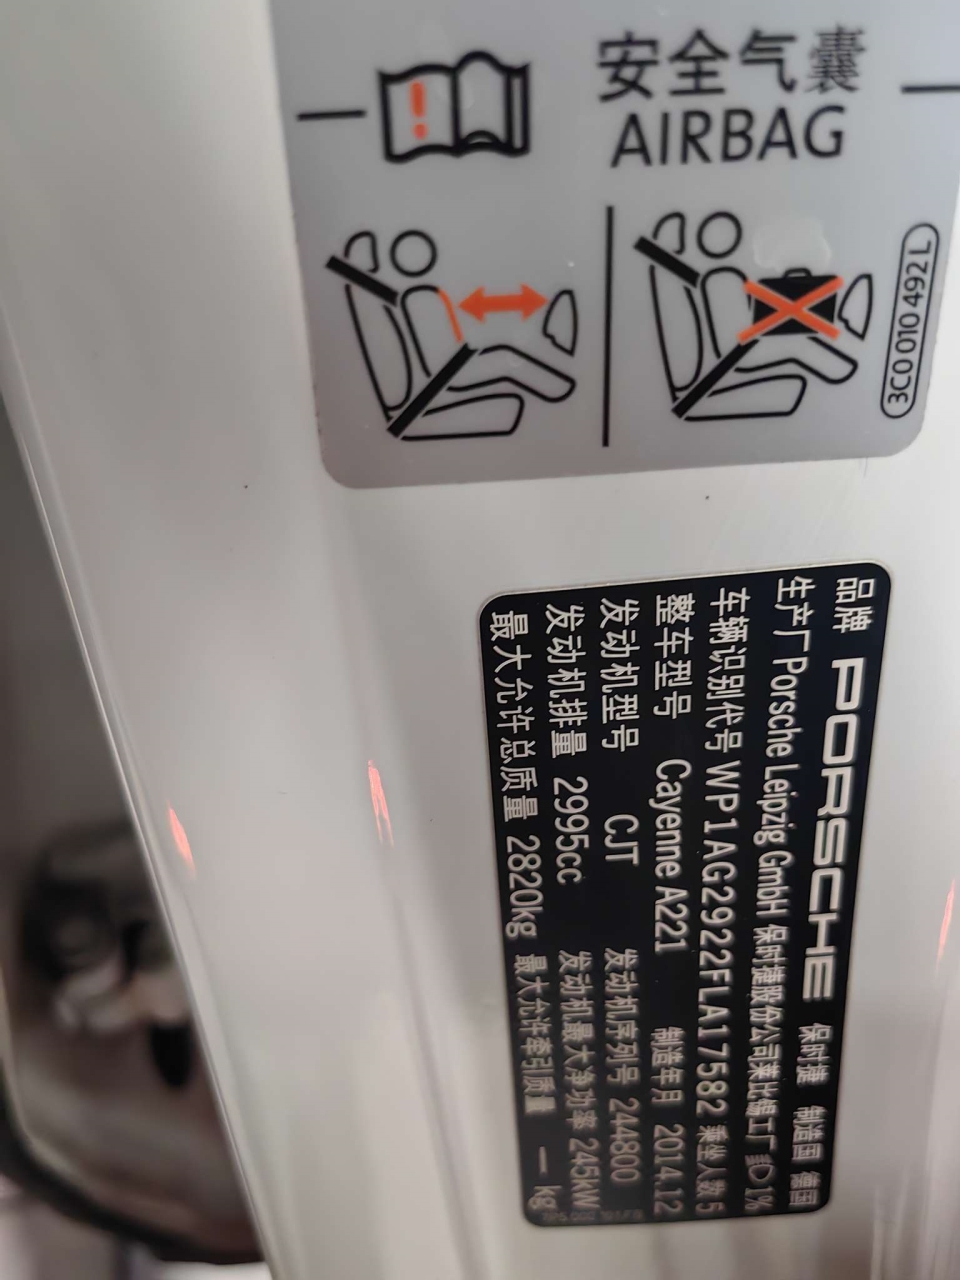 安全气囊
AIRBAG
3C0 010 492 L
品牌 PORSCHE 保时捷 制造国 德国
生产厂 Porsche Leipzig GmbH 保时捷股份公司莱比锡工厂 1%
车辆识别代号 WP1AG2922FLA17582 乘坐人数 5
整车型号 Cayenne A221 制造年月 2014.12
发动机型号 CJT 发动机序列号 244800
发动机排量 2995cc 发动机最大净功率 245kW
最大允许总质量 2820kg 最大允许牵引质量 — kg